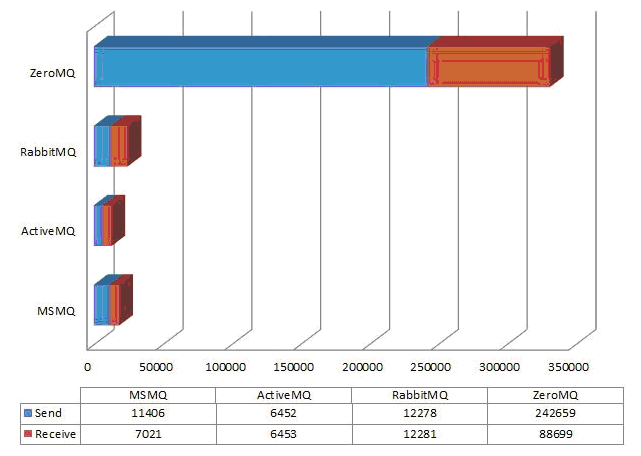 ZeroMQ
RabbitMQ
ActiveMQ
MSMQ
0 50000 100000 150000 200000 250000 300000 350000
MSMQ ActiveMQ RabbitMQ ZeroMQ
Send 11406 6452 12278 242659
Receive 7021 6453 12281 88699